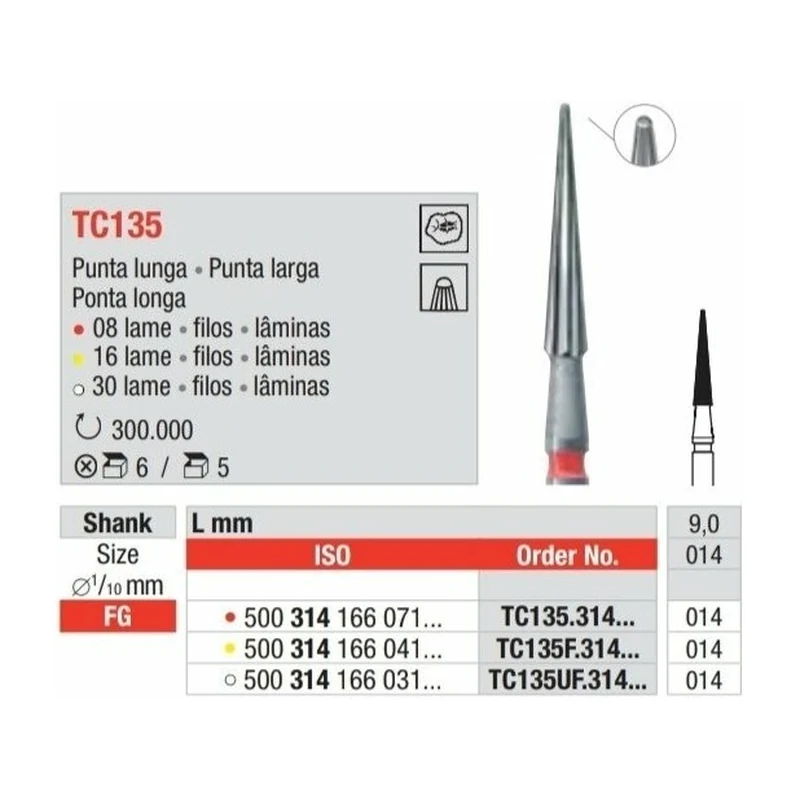 TC135
Punta lunga • Punta larga
Ponta longa
• 08 lame • filos • lâminas
• 16 lame • filos • lâminas
○ 30 lame • filos • lâminas
300.000
6 / 5
Shank L mm 9,0
Size ISO Order No. 014
∅1/10 mm
FG • 500 314 166 071... TC135.314... 014
• 500 314 166 041... TC135F.314... 014
○ 500 314 166 031... TC135UF.314... 014